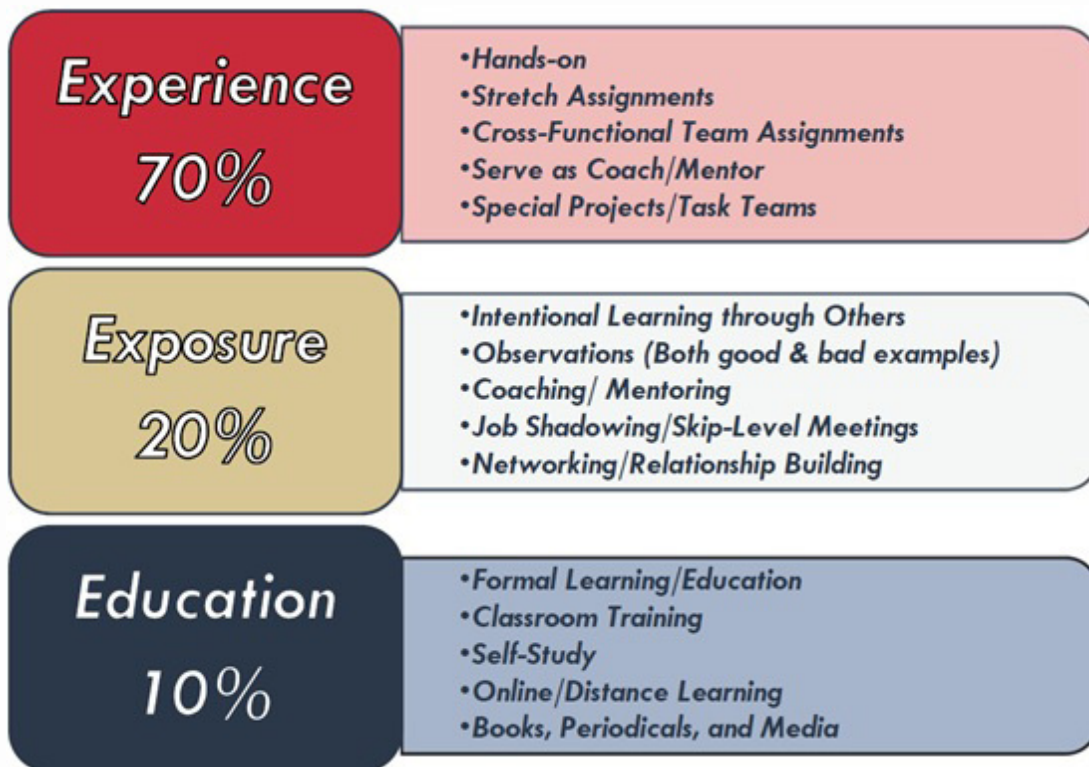 Experience
70%
•Hands-on
•Stretch Assignments
•Cross-Functional Team Assignments
•Serve as Coach/Mentor
•Special Projects/Task Teams
Exposure
20%
•Intentional Learning through Others
•Observations (Both good & bad examples)
•Coaching/ Mentoring
•Job Shadowing/Skip-Level Meetings
•Networking/Relationship Building
Education
10%
•Formal Learning/Education
•Classroom Training
•Self-Study
•Online/Distance Learning
•Books, Periodicals, and Media